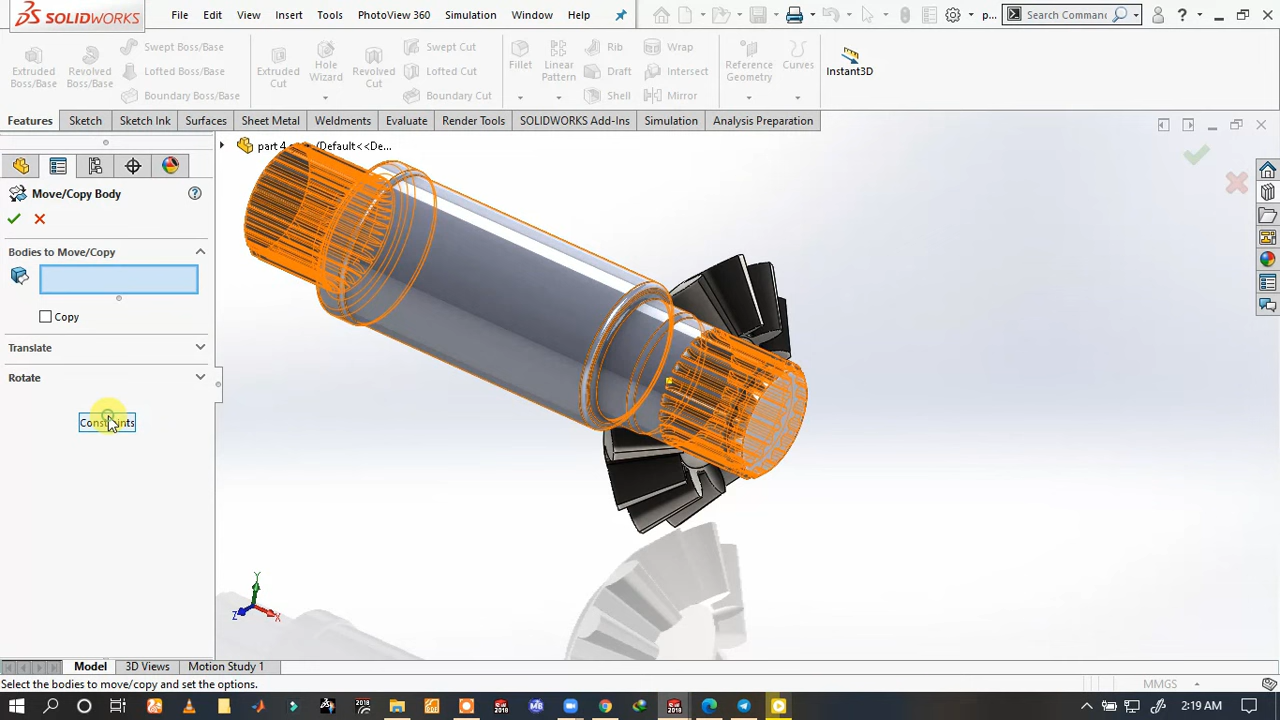 SOLIDWORKS
File Edit View Insert Tools PhotoView 360 Simulation Window Help
p...
Search Comman
Extruded Boss/Base
Revolved Boss/Base
Swept Boss/Base
Lofted Boss/Base
Boundary Boss/Base
Extruded Cut
Hole Wizard
Revolved Cut
Swept Cut
Lofted Cut
Boundary Cut
Fillet
Linear Pattern
Rib
Draft
Shell
Wrap
Intersect
Mirror
Reference Geometry
Curves
Instant3D
Features Sketch Sketch Ink Surfaces Sheet Metal Weldments Evaluate Render Tools SOLIDWORKS Add-Ins Simulation Analysis Preparation
part 4 (Default<<De...
Move/Copy Body
Bodies to Move/Copy
Copy
Translate
Rotate
Constraints
Y
Z X
Model 3D Views Motion Study 1
Select the bodies to move/copy and set the options.
MMGS
2:19 AM